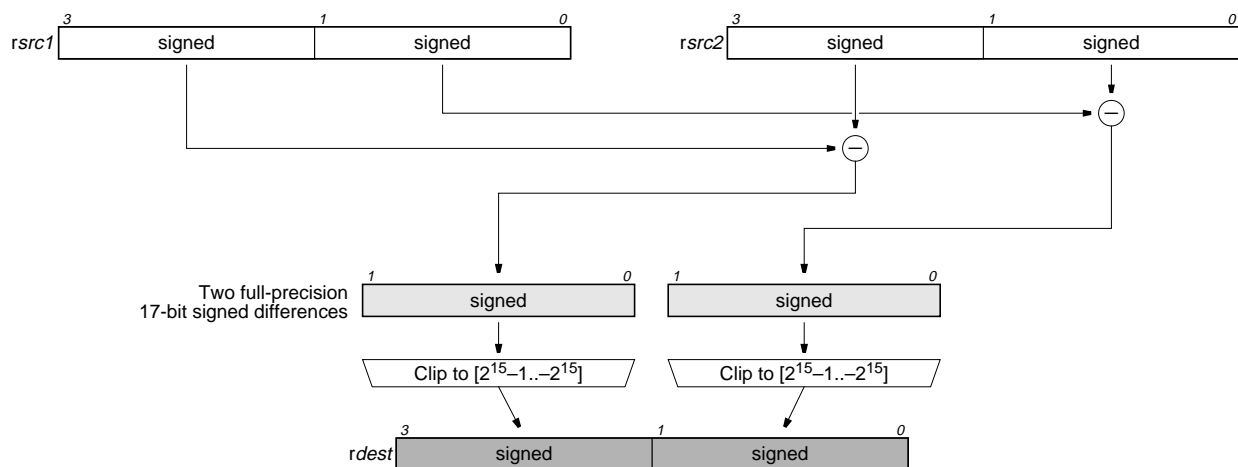 3 1 0 3 1 0
rsrc1 signed signed rsrc2 signed signed
−
−
1 0 1 0
Two full-precision signed signed
17-bit signed differences
Clip to [2¹⁵–1..–2¹⁵] Clip to [2¹⁵–1..–2¹⁵]
3 1 0
rdest signed signed